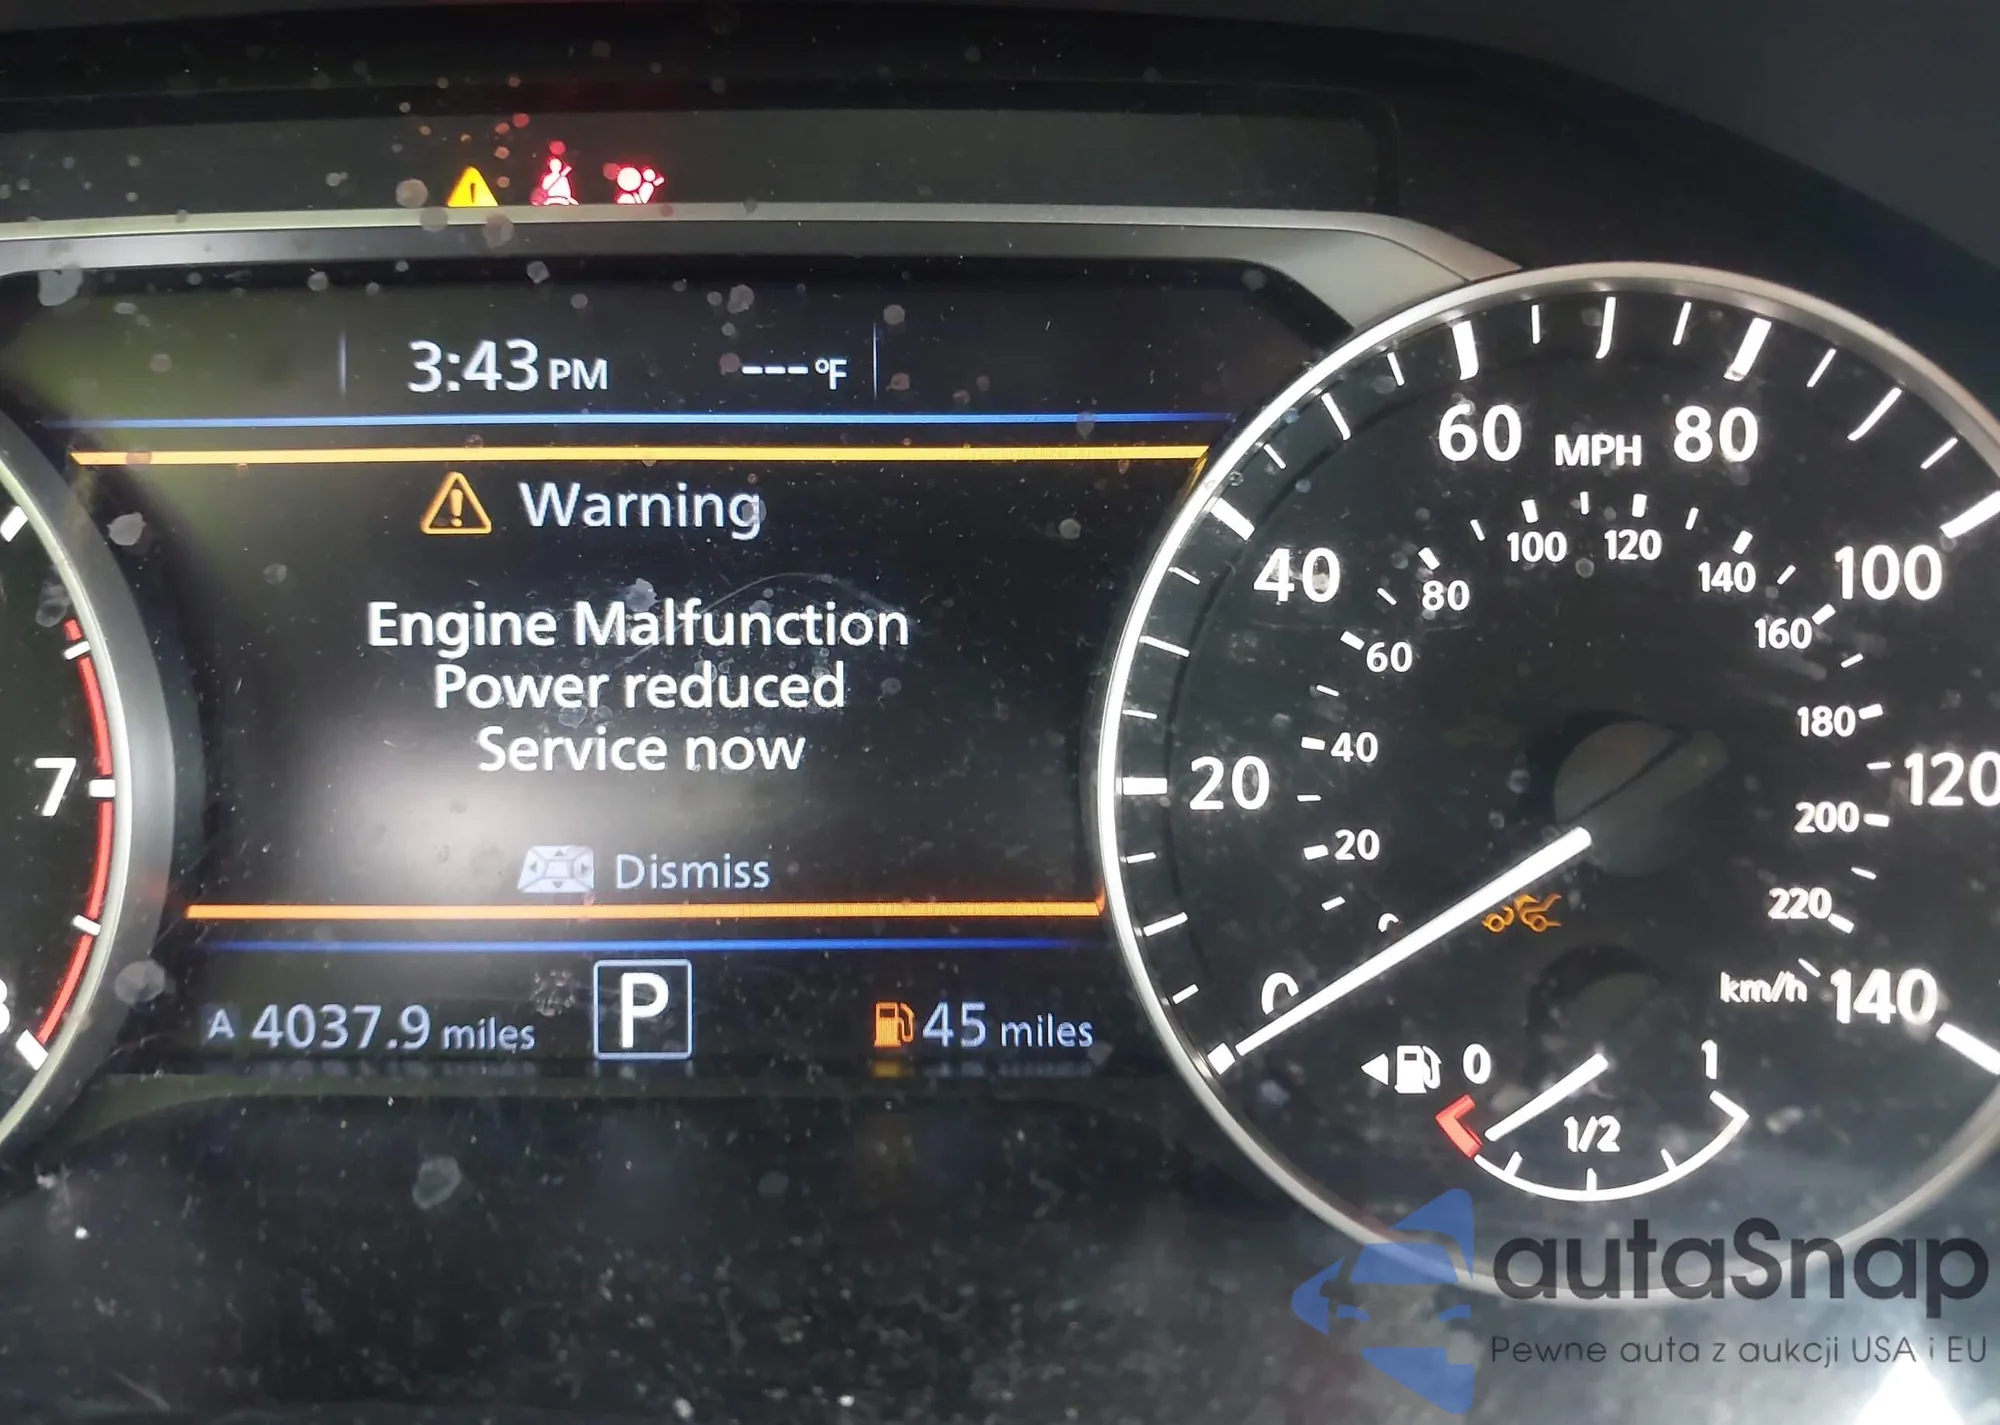 3:43 PM ---°F
Warning
Engine Malfunction
Power reduced
Service now
Dismiss
A 4037.9 miles P 45 miles
7
0 20 40 60 MPH 80 100 120 140
20 40 60 80 100 120 140 160 180 200 220 km/h
0 1/2 1
autaSnap
Pewne auta z aukcji USA i EU